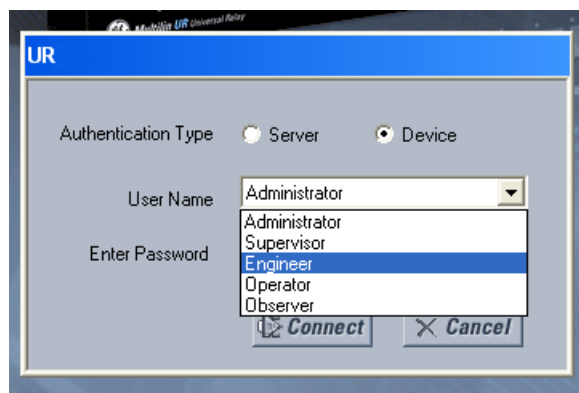 Multilin UR Universal Relay
UR
Authentication Type Server Device
User Name Administrator
Administrator
Supervisor
Enter Password Engineer
Operator
Observer
Connect Cancel